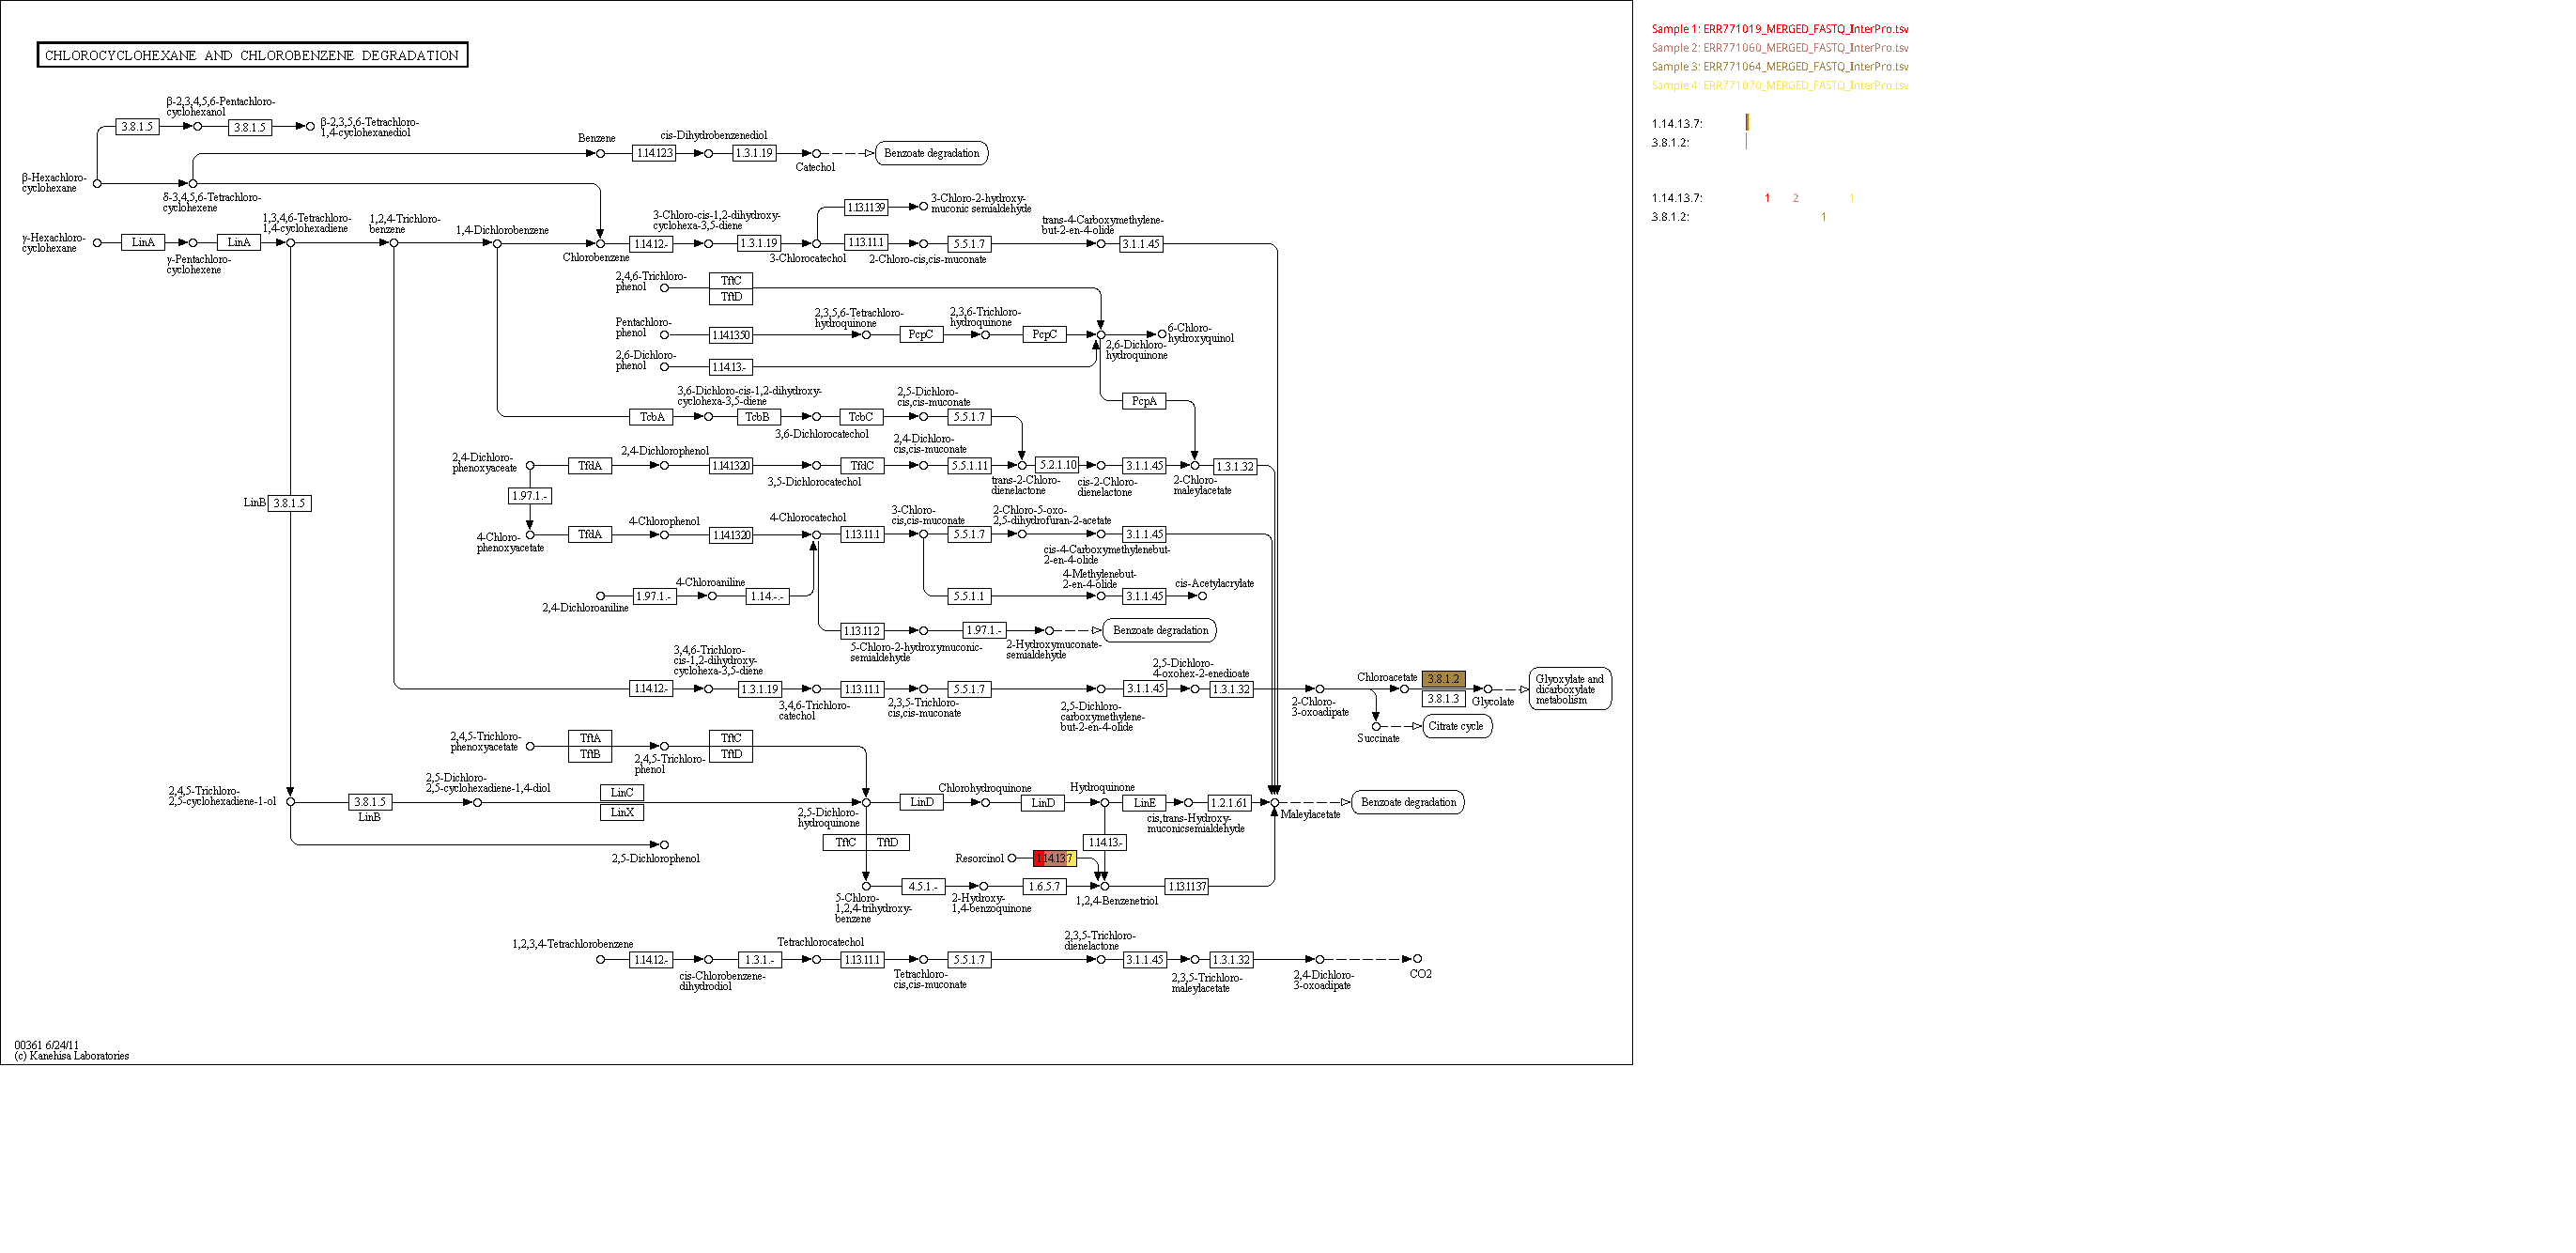 CHLOROCYCLOHEXANE AND CHLOROBENZENE DEGRADATION
Sample 1: ERR771019_MERGED_FASTQ_InterPro.tsv
Sample 2: ERR771060_MERGED_FASTQ_InterPro.tsv
Sample 3: ERR771064_MERGED_FASTQ_InterPro.tsv
Sample 4: ERR771070_MERGED_FASTQ_InterPro.tsv
1.14.13.7:
3.8.1.2:
1.14.13.7: 1 2 1
3.8.1.2: 1
β-2,3,4,5,6-Pentachloro-
cyclohexanol
3.8.1.5
3.8.1.5
β-2,3,5,6-Tetrachloro-
1,4-cyclohexanediol
Benzene
cis-Dihydrobenzenediol
1.14.12.3
1.3.1.19
Catechol
Benzoate degradation
β-Hexachloro-
cyclohexane
δ-3,4,5,6-Tetrachloro-
cyclohexene
γ-Hexachloro-
cyclohexane
LinA
LinA
γ-Pentachloro-
cyclohexene
1,3,4,6-Tetrachloro-
1,4-cyclohexadiene
1,2,4-Trichloro-
benzene
1,4-Dichlorobenzene
Chlorobenzene
1.14.12.-
3-Chloro-cis-1,2-dihydroxy-
cyclohexa-3,5-diene
1.3.1.19
3-Chlorocatechol
1.13.11.39
3-Chloro-2-hydroxy-
muconic semialdehyde
1.13.11.1
2-Chloro-cis,cis-muconate
5.5.1.7
trans-4-Carboxymethylene-
but-2-en-4-olide
3.1.1.45
2,4,6-Trichloro-
phenol
TftC
TftD
Pentachloro-
phenol
1.14.13.50
2,3,5,6-Tetrachloro-
hydroquinone
PcpC
2,3,6-Trichloro-
hydroquinone
PcpC
6-Chloro-
hydroxyquinol
2,6-Dichloro-
hydroquinone
2,6-Dichloro-
phenol
1.14.13.-
PcpA
TcbA
3,6-Dichloro-cis-1,2-dihydroxy-
cyclohexa-3,5-diene
TcbB
3,6-Dichlorocatechol
TcbC
2,5-Dichloro-
cis,cis-muconate
5.5.1.7
2,4-Dichloro-
phenoxyaceate
TfdA
2,4-Dichlorophenol
1.14.13.20
3,5-Dichlorocatechol
TfdC
2,4-Dichloro-
cis,cis-muconate
5.5.1.11
trans-2-Chloro-
dienelactone
5.2.1.10
cis-2-Chloro-
dienelactone
3.1.1.45
2-Chloro-
maleylacetate
1.3.1.32
LinB
3.8.1.5
1.97.1.-
4-Chloro-
phenoxyacetate
TfdA
4-Chlorophenol
1.14.13.20
4-Chlorocatechol
1.13.11.1
3-Chloro-
cis,cis-muconate
5.5.1.7
2-Chloro-5-oxo-
2,5-dihydrofuran-2-acetate
3.1.1.45
cis-4-Carboxymethylenebut-
2-en-4-olide
2,4-Dichloroaniline
1.97.1.-
4-Chloroaniline
1.14.-.-
5.5.1.1
4-Methylenebut-
2-en-4-olide
3.1.1.45
cis-Acetylacrylate
1.13.11.2
5-Chloro-2-hydroxymuconic-
semialdehyde
1.97.1.-
2-Hydroxymuconate-
semialdehyde
Benzoate degradation
1.14.12.-
3,4,6-Trichloro-
cis-1,2-dihydroxy-
cyclohexa-3,5-diene
1.3.1.19
3,4,6-Trichloro-
catechol
1.13.11.1
2,3,5-Trichloro-
cis,cis-muconate
5.5.1.7
2,5-Dichloro-
carboxymethylene-
but-2-en-4-olide
3.1.1.45
2,5-Dichloro-
4-oxohex-2-enedioate
1.3.1.32
2-Chloro-
3-oxoadipate
Chloroacetate
3.8.1.2
3.8.1.3
Glycolate
Glyoxylate and
dicarboxylate
metabolism
Succinate
Citrate cycle
2,4,5-Trichloro-
phenoxyacetate
TftA
TftB
2,4,5-Trichloro-
phenol
TftC
TftD
2,4,5-Trichloro-
2,5-cyclohexadiene-1-ol
3.8.1.5
LinB
2,5-Dichloro-
2,5-cyclohexadiene-1,4-diol
LinC
LinX
2,5-Dichloro-
hydroquinone
LinD
Chlorohydroquinone
LinD
Hydroquinone
LinE
cis,trans-Hydroxy-
muconicsemialdehyde
1.2.1.61
Maleylacetate
Benzoate degradation
2,5-Dichlorophenol
TftC
TftD
1.14.13.-
Resorcinol
1.14.13.7
5-Chloro-
1,2,4-trihydroxy-
benzene
4.5.1.-
2-Hydroxy-
1,4-benzoquinone
1.6.5.7
1,2,4-Benzenetriol
1.13.11.37
1,2,3,4-Tetrachlorobenzene
1.14.12.-
cis-Chlorobenzene-
dihydrodiol
1.3.1.-
Tetrachlorocatechol
1.13.11.1
Tetrachloro-
cis,cis-muconate
5.5.1.7
2,3,5-Trichloro-
dienelactone
3.1.1.45
2,3,5-Trichloro-
maleylacetate
1.3.1.32
2,4-Dichloro-
3-oxoadipate
CO2
00361 6/24/11
(c) Kanehisa Laboratories